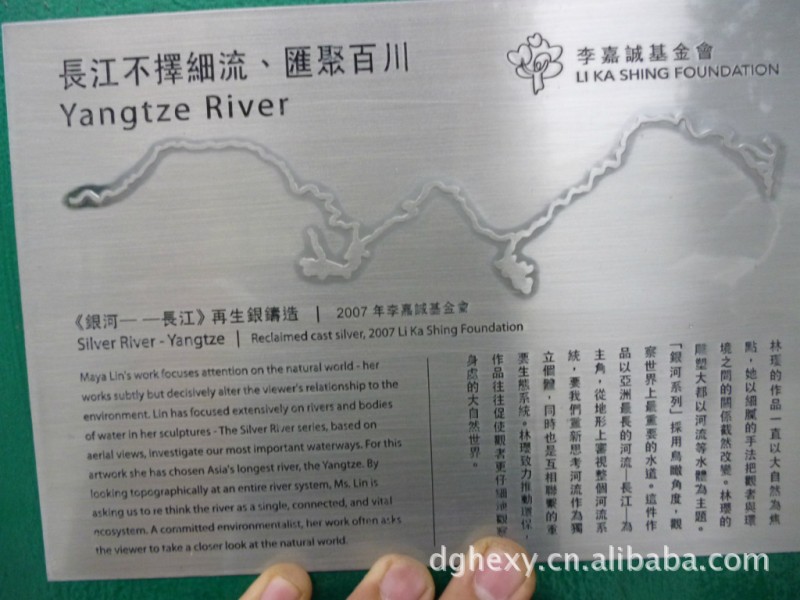 長江不擇細流、匯聚百川
Yangtze River
李嘉誠基金會
LI KA SHING FOUNDATION
《銀河——長江》再生銀鑄造 | 2007 年李嘉誠基金會
Silver River - Yangtze | Reclaimed cast silver, 2007 Li Ka Shing Foundation
Maya Lin's work focuses attention on the natural world - her
works subtly but decisively alter the viewer's relationship to the
environment. Lin has focused extensively on rivers and bodies
of water in her sculptures - The Silver River series, based on
aerial views, investigate our most important waterways. For this
artwork she has chosen Asia's longest river, the Yangtze. By
looking topographically at an entire river system, Ms. Lin is
asking us to re think the river as a single, connected, and vital
ecosystem. A committed environmentalist, her work often asks
the viewer to take a closer look at the natural world.
林瓔的作品一直以大自然為焦
點，她以細膩的手法把觀者與環
境之間的關係截然改變。林瓔的
雕塑大都以河流等水體為主題。
「銀河系列」採用鳥瞰角度，觀
察世界上最重要的水道。這件作
品以亞洲最長的河流—長江—為
主角，從地形上審視整個河流系
統，要我們重新思考河流作為獨
立個體，同時也是互相聯繫的重
要生態系統。林瓔致力推動環保，
作品往往促使觀者更仔細地觀察
身處的大自然世界。
dghexy.cn.alibaba.com